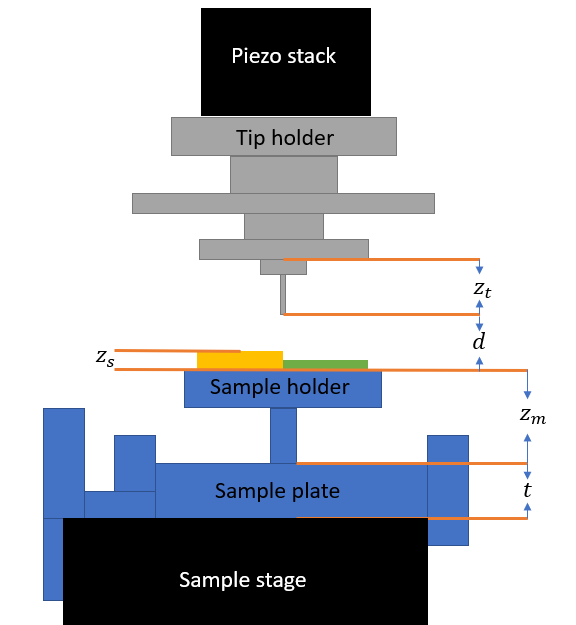 Piezo stack
Tip holder
z_t
d
z_s
Sample holder
z_m
Sample plate
t
Sample stage